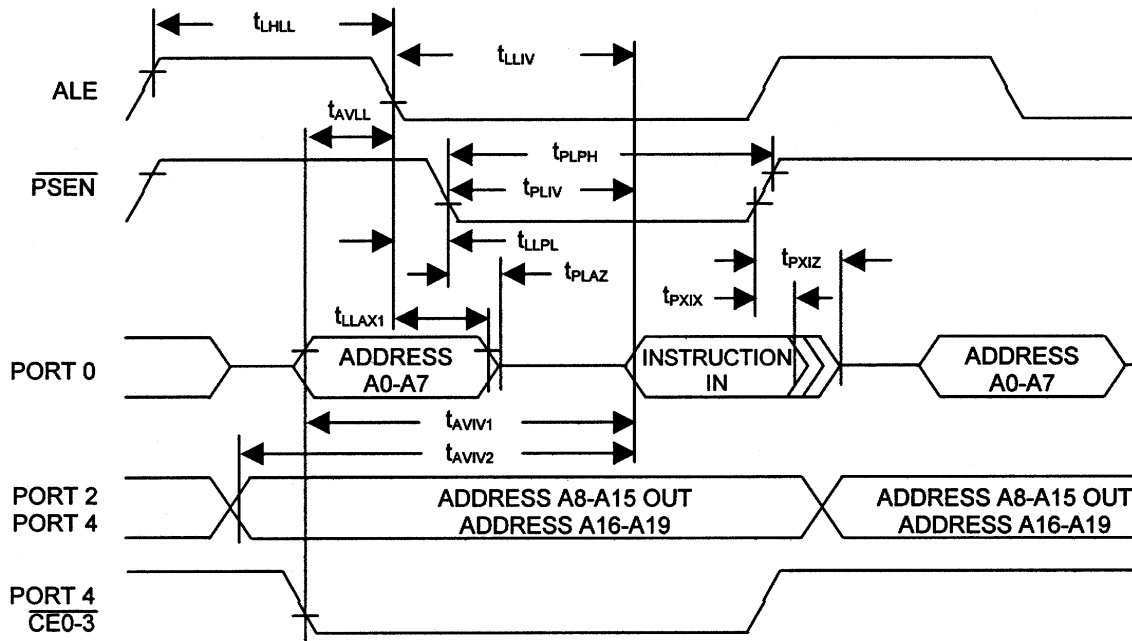 tLHLL
tLLIV
ALE
tAVLL
tPLPH
PSEN
tPLIV
tLLPL
tPLAZ
tPXIZ
tPXIX
tLLAX1
PORT 0
ADDRESS
A0-A7
INSTRUCTION
IN
ADDRESS
A0-A7
tAVIV1
tAVIV2
PORT 2
PORT 4
ADDRESS A8-A15 OUT
ADDRESS A16-A19
ADDRESS A8-A15 OUT
ADDRESS A16-A19
PORT 4
CE0-3